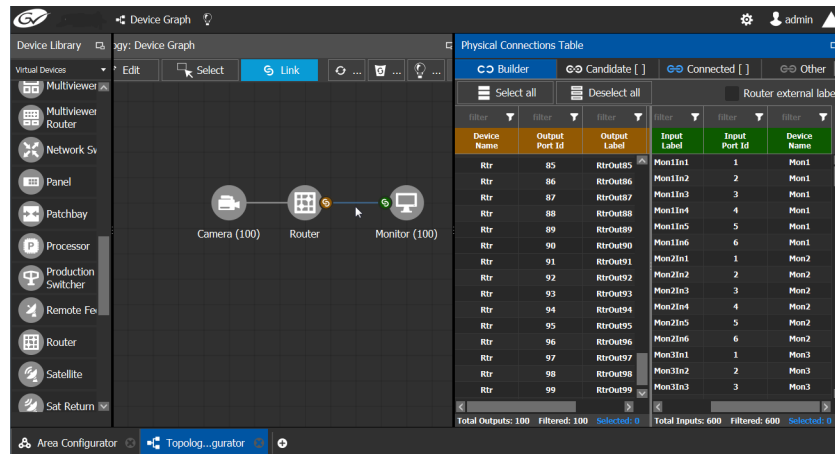 GV
Device Graph
admin
Device Library
ogy: Device Graph
Physical Connections Table
Virtual Devices
Edit
Select
Link
...
...
...
Builder
Candidate [ ]
Connected [ ]
Other
Select all
Deselect all
Router external labe
filter filter filter filter filter filter
Device Name Output Port Id Output Label Input Label Input Port Id Device Name
Rtr 85 RtrOut85 Mon1In1 1 Mon1
Rtr 86 RtrOut86 Mon1In2 2 Mon1
Rtr 87 RtrOut87 Mon1In3 3 Mon1
Rtr 88 RtrOut88 Mon1In4 4 Mon1
Rtr 89 RtrOut89 Mon1In5 5 Mon1
Rtr 90 RtrOut90 Mon1In6 6 Mon1
Rtr 91 RtrOut91 Mon2In1 1 Mon2
Rtr 92 RtrOut92 Mon2In2 2 Mon2
Rtr 93 RtrOut93 Mon2In3 3 Mon2
Rtr 94 RtrOut94 Mon2In4 4 Mon2
Rtr 95 RtrOut95 Mon2In5 5 Mon2
Rtr 96 RtrOut96 Mon2In6 6 Mon2
Rtr 97 RtrOut97 Mon3In1 1 Mon3
Rtr 98 RtrOut98 Mon3In2 2 Mon3
Rtr 99 RtrOut99 Mon3In3 3 Mon3
Total Outputs: 100 Filtered: 100 Selected: 0
Total Inputs: 600 Filtered: 600 Selected: 0
Multiviewer
Multiviewer
Router
Network Sw
Panel
Patchbay
P Processor
Production
Switcher
Remote Fe
Router
Satellite
Sat Return
Camera (100)
Router
Monitor (100)
Area Configurator
Topolog...gurator